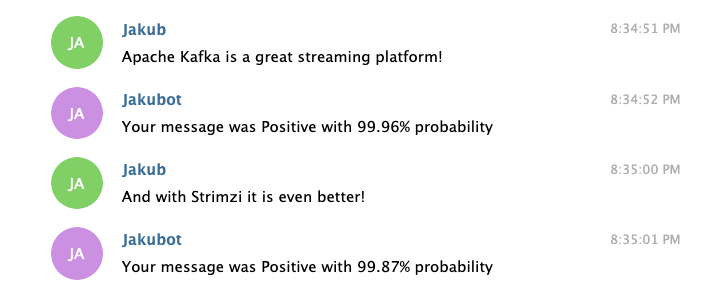 JA
Jakub
8:34:51 PM
Apache Kafka is a great streaming platform!
JA
Jakubot
8:34:52 PM
Your message was Positive with 99.96% probability
JA
Jakub
8:35:00 PM
And with Strimzi it is even better!
JA
Jakubot
8:35:01 PM
Your message was Positive with 99.87% probability